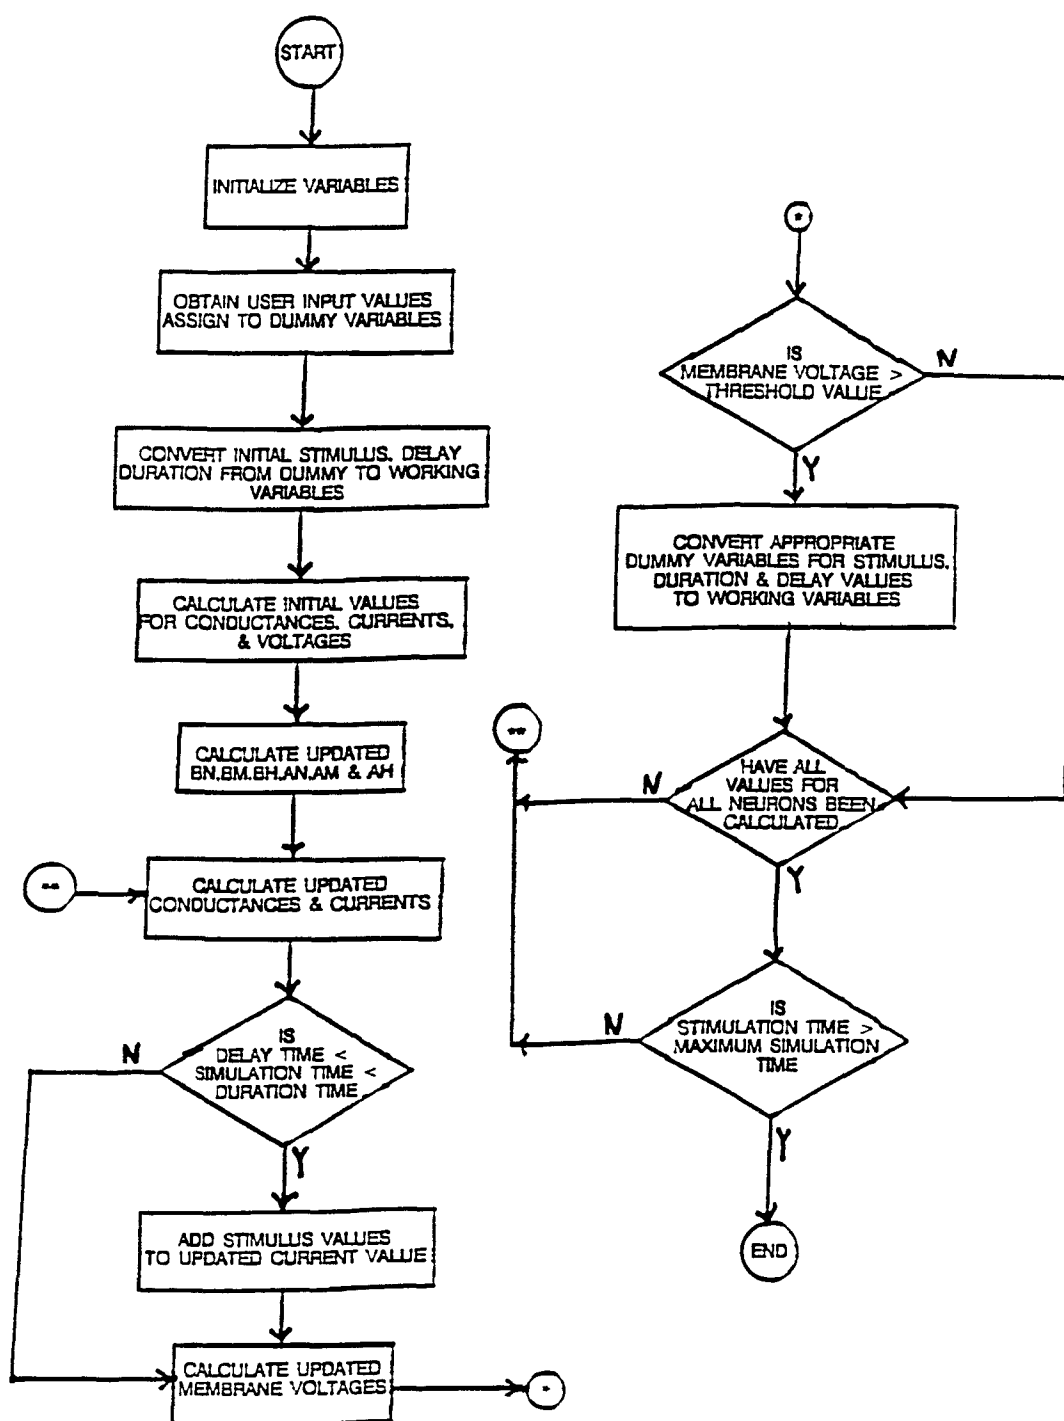 START
INITIALIZE VARIABLES
OBTAIN USER INPUT VALUES
ASSIGN TO DUMMY VARIABLES
CONVERT INITIAL STIMULUS, DELAY
DURATION FROM DUMMY TO WORKING
VARIABLES
CALCULATE INITIAL VALUES
FOR CONDUCTANCES, CURRENTS,
& VOLTAGES
CALCULATE UPDATED
BN,BM,BH,AN,AM & AH
**
CALCULATE UPDATED
CONDUCTANCES & CURRENTS
IS
DELAY TIME <
SIMULATION TIME <
DURATION TIME
N
Y
ADD STIMULUS VALUES
TO UPDATED CURRENT VALUE
CALCULATE UPDATED
MEMBRANE VOLTAGES
*
*
IS
MEMBRANE VOLTAGE >
THRESHOLD VALUE
N
Y
CONVERT APPROPRIATE
DUMMY VARIABLES FOR STIMULUS,
DURATION & DELAY VALUES
TO WORKING VARIABLES
**
HAVE ALL
VALUES FOR
ALL NEURONS BEEN
CALCULATED
N
Y
IS
STIMULATION TIME >
MAXIMUM SIMULATION
TIME
N
Y
END